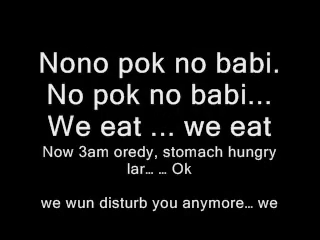 Nono pok no babi.
No pok no babi...
We eat ... we eat
Now 3am oredy, stomach hungry
lar... ... Ok
we wun disturb you anymore... we